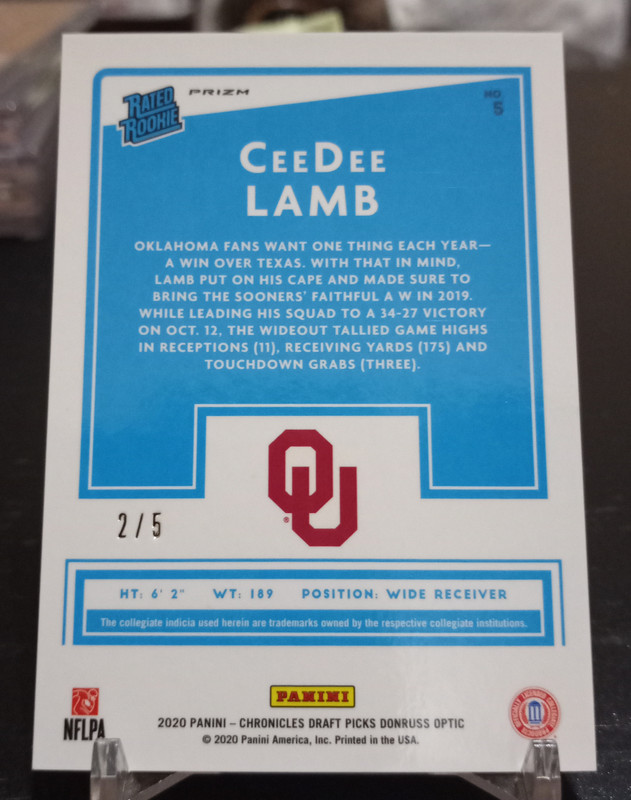 RATED
ROOKIE
PRIZM
NO
5
CEEDEE
LAMB
OKLAHOMA FANS WANT ONE THING EACH YEAR—
A WIN OVER TEXAS. WITH THAT IN MIND,
LAMB PUT ON HIS CAPE AND MADE SURE TO
BRING THE SOONERS' FAITHFUL A W IN 2019.
WHILE LEADING HIS SQUAD TO A 34-27 VICTORY
ON OCT. 12, THE WIDEOUT TALLIED GAME HIGHS
IN RECEPTIONS (11), RECEIVING YARDS (175) AND
TOUCHDOWN GRABS (THREE).
OU
®
2/5
HT: 6' 2" WT: 189 POSITION: WIDE RECEIVER
The collegiate indicia used herein are trademarks owned by the respective collegiate institutions.
NFLPA
PANINI
2020 PANINI – CHRONICLES DRAFT PICKS DONRUSS OPTIC
© 2020 Panini America, Inc. Printed in the USA.
OFFICIALLY LICENSED COLLEGIATE PRODUCTS